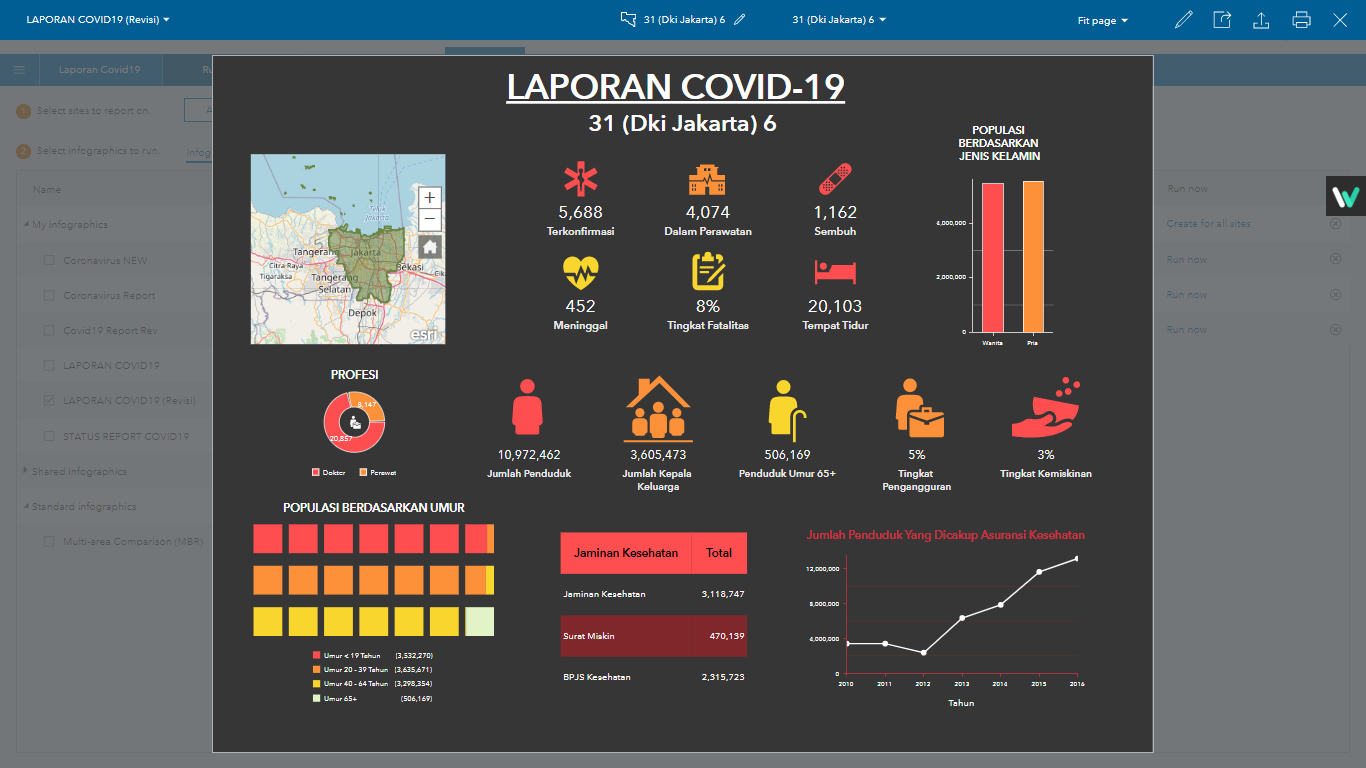 LAPORAN COVID19 (Revisi)
31 (Dki Jakarta) 6
31 (Dki Jakarta) 6
Fit page
Laporan Covid19
Ru
1 Select sites to report on.
A
2 Select infographics to run.
Infog
Name
Run now
My infographics
Create for all sites
Coronavirus NEW
Run now
Coronavirus Report
Run now
Covid19 Report Rev
Run now
LAPORAN COVID19
LAPORAN COVID19 (Revisi)
STATUS REPORT COVID19
Shared infographics
Standard infographics
Multi-area Comparison (MBR)
LAPORAN COVID-19
31 (Dki Jakarta) 6
Teluk
Jakarta
Tangerang
Jakarta
Citra Raya
Bekasi
Tigaraksa
Tangerang
Selatan
Cik
Depok
esri
+
−
5,688
Terkonfirmasi
4,074
Dalam Perawatan
1,162
Sembuh
452
Meninggal
8%
Tingkat Fatalitas
20,103
Tempat Tidur
POPULASI
BERDASARKAN
JENIS KELAMIN
4,000,000
2,000,000
0
Wanita
Pria
PROFESI
8,147
20,857
Dokter
Perawat
10,972,462
Jumlah Penduduk
3,605,473
Jumlah Kepala
Keluarga
506,169
Penduduk Umur 65+
5%
Tingkat
Pengangguran
3%
Tingkat Kemiskinan
POPULASI BERDASARKAN UMUR
Umur < 19 Tahun (3,532,270)
Umur 20 - 39 Tahun (3,635,671)
Umur 40 - 64 Tahun (3,298,354)
Umur 65+ (506,169)
Jaminan Kesehatan Total
Jaminan Kesehatan 3,118,747
Surat Miskin 470,139
BPJS Kesehatan 2,315,723
Jumlah Penduduk Yang Dicakup Asuransi Kesehatan
12,000,000
8,000,000
4,000,000
0
2010 2011 2012 2013 2014 2015 2016
Tahun